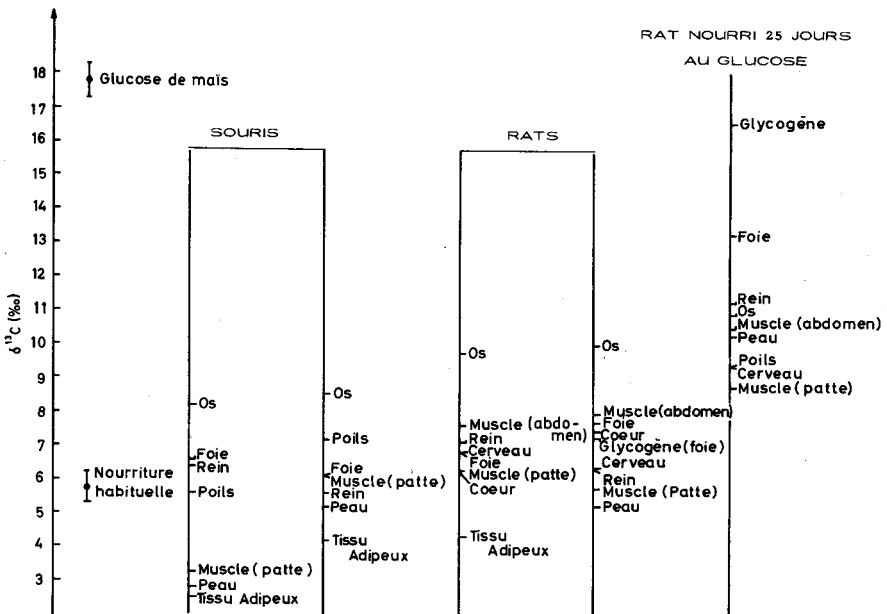 RAT NOURRI 25 JOURS
AU GLUCOSE
δ¹³C (‰)
18
17
16
15
14
13
12
11
10
9
8
7
6
5
4
3
Glucose de maïs
Nourriture
habituelle
SOURIS
Os
Foie
Rein
Poils
Muscle (patte)
Peau
Tissu Adipeux
Os
Poils
Foie
Muscle (patte)
Rein
Peau
Tissu
Adipeux
RATS
Os
Muscle (abdo-
men)
Rein
Cerveau
Foie
Muscle (patte)
Coeur
Tissu
Adipeux
Os
Muscle (abdomen)
Foie
Coeur
Glycogène (foie)
Cerveau
Rein
Muscle (Patte)
Peau
Glycogène
Foie
Rein
Os
Muscle (abdomen)
Peau
Poils
Cerveau
Muscle (patte)